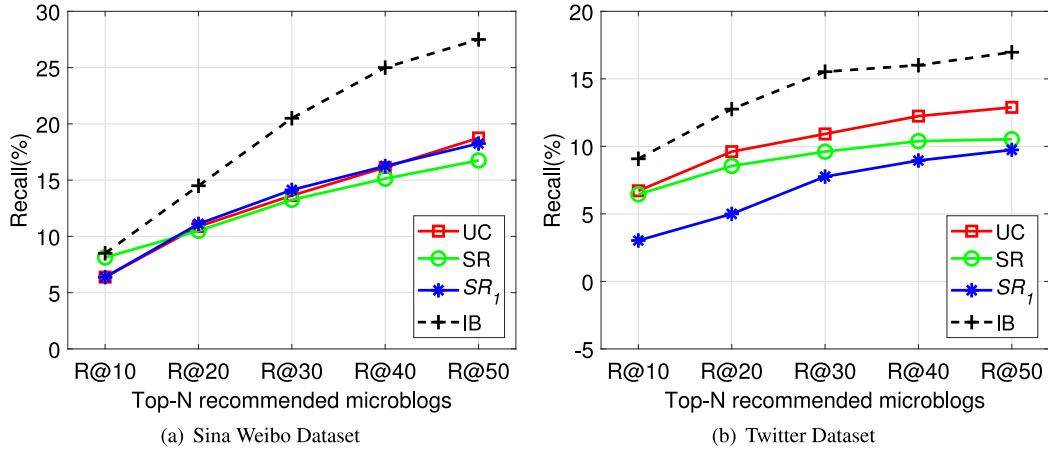 30
25
20
15
10
5
0
Recall(%)
UC
SR
SR1
IB
R@10 R@20 R@30 R@40 R@50
Top-N recommended microblogs
(a) Sina Weibo Dataset
20
15
10
5
0
-5
Recall(%)
UC
SR
SR1
IB
R@10 R@20 R@30 R@40 R@50
Top-N recommended microblogs
(b) Twitter Dataset